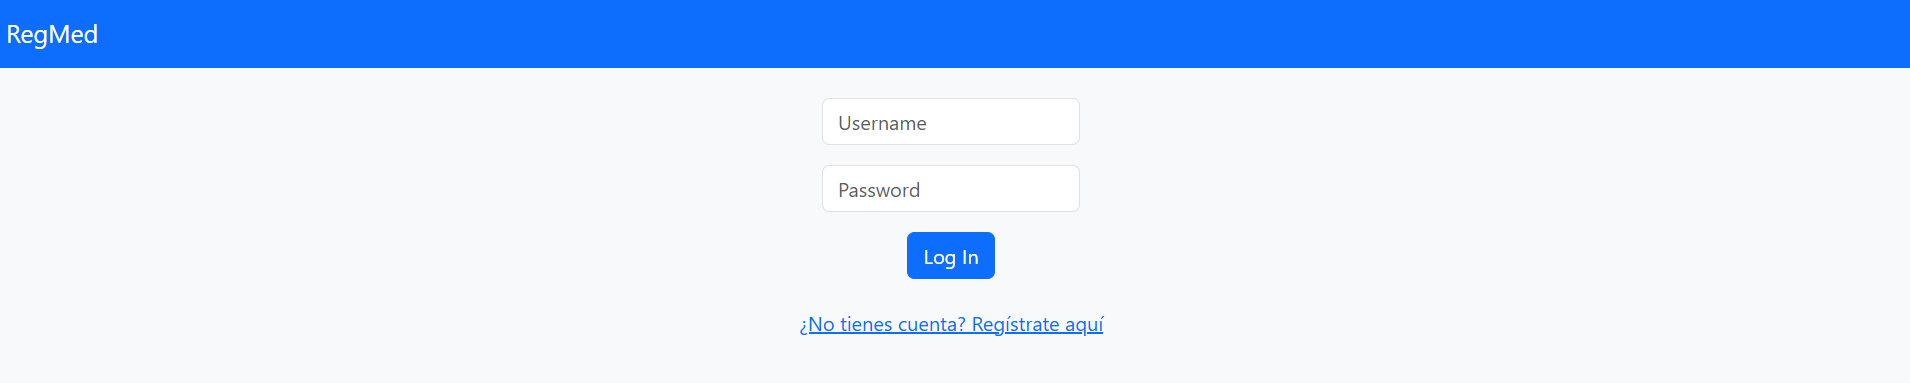 RegMed
Username
Password
Log In
¿No tienes cuenta? Regístrate aquí